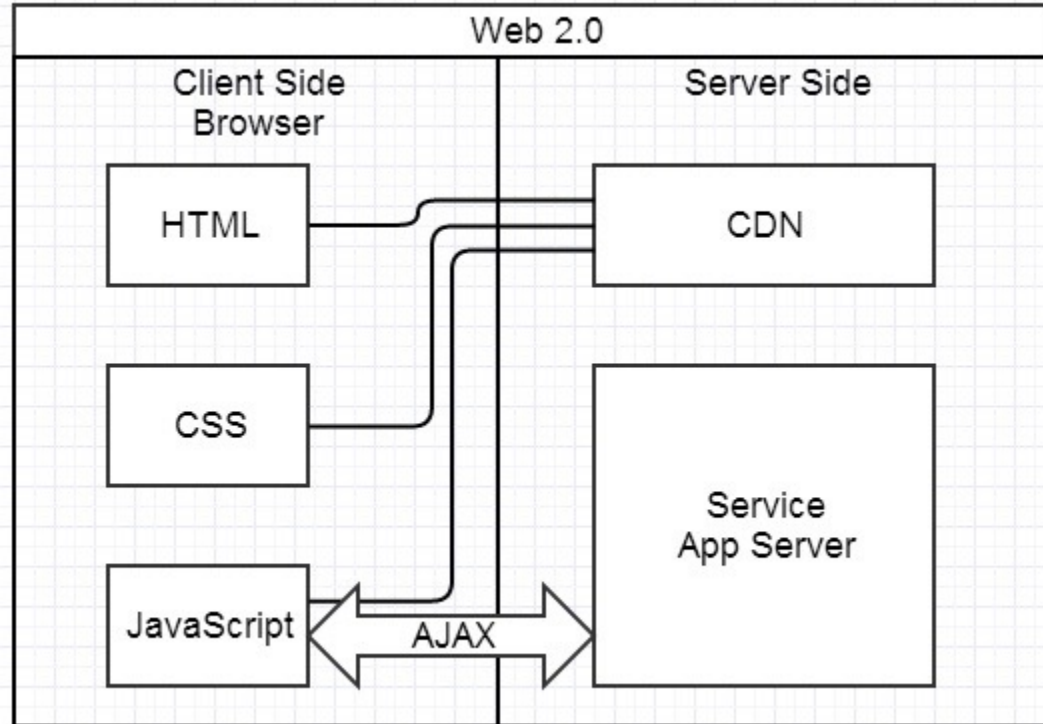 Web 2.0
Client Side
Browser
Server Side
HTML
CDN
CSS
Service
App Server
JavaScript
AJAX